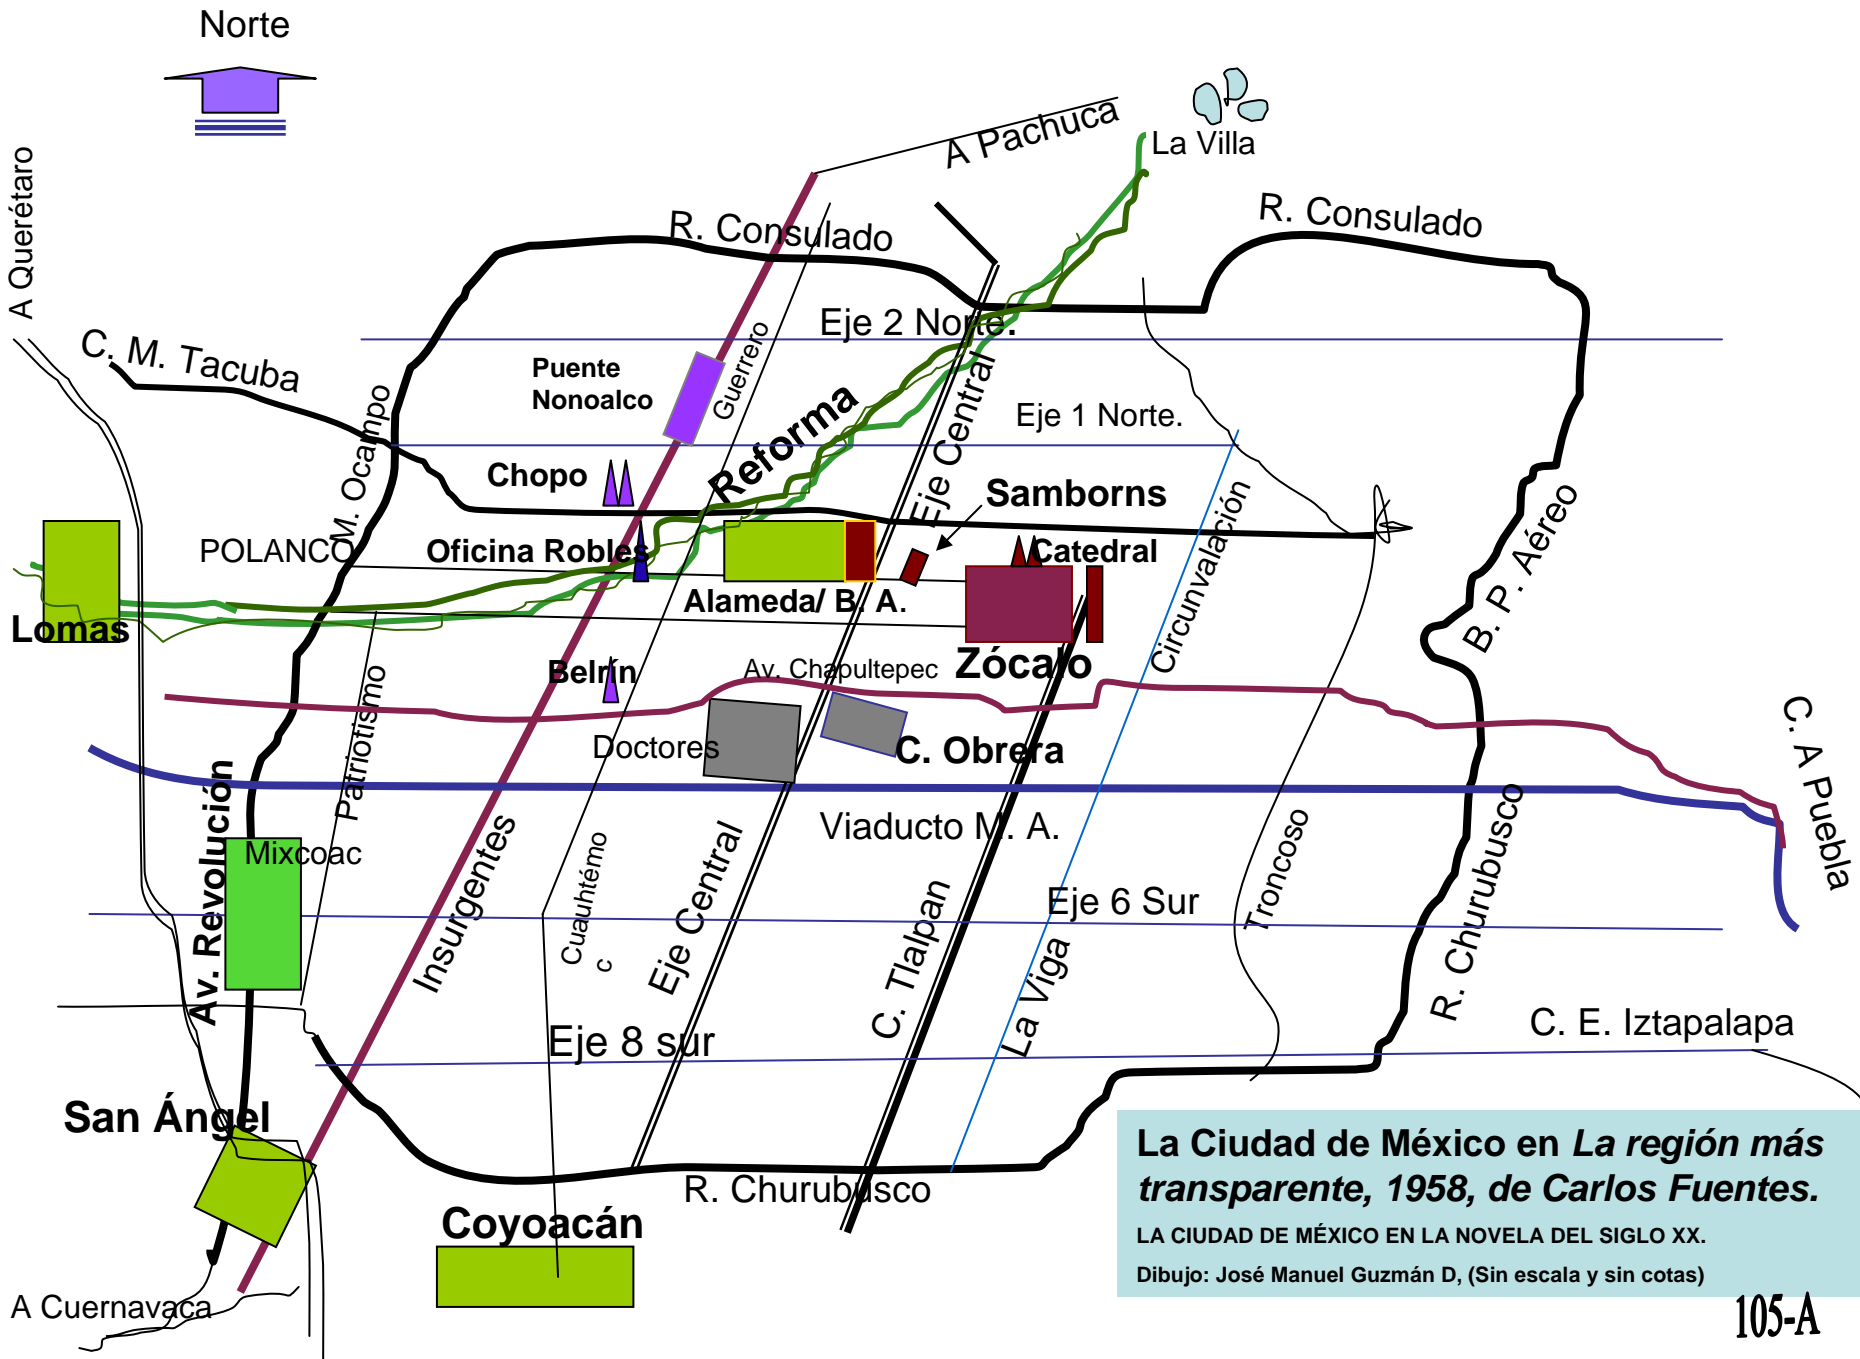 Norte
A Querétaro
A Pachuca
La Villa
R. Consulado
R. Consulado
C. M. Tacuba
Eje 2 Norte.
Puente
Nonoalco
Guerrero
M. Ocampo
Reforma
Eje Central
Eje 1 Norte.
Chopo
Samborns
Circunvalación
B. P. Aéreo
POLANCO
Oficina Robles
Catedral
Alameda/ B. A.
Lomas
Zócalo
Belrín
Av. Chapultepec
Patriotismo
Doctores
C. Obrera
C. A Puebla
Av. Revolución
Mixcoac
Insurgentes
Cuauhtémo
c
Eje Central
Viaducto M. A.
C. Tlalpan
Eje 6 Sur
La Viga
Troncoso
R. Churubusco
Eje 8 sur
C. E. Iztapalapa
San Ángel
R. Churubusco
Coyoacán
A Cuernavaca
La Ciudad de México en La región más
transparente, 1958, de Carlos Fuentes.
LA CIUDAD DE MÉXICO EN LA NOVELA DEL SIGLO XX.
Dibujo: José Manuel Guzmán D, (Sin escala y sin cotas)
105-A